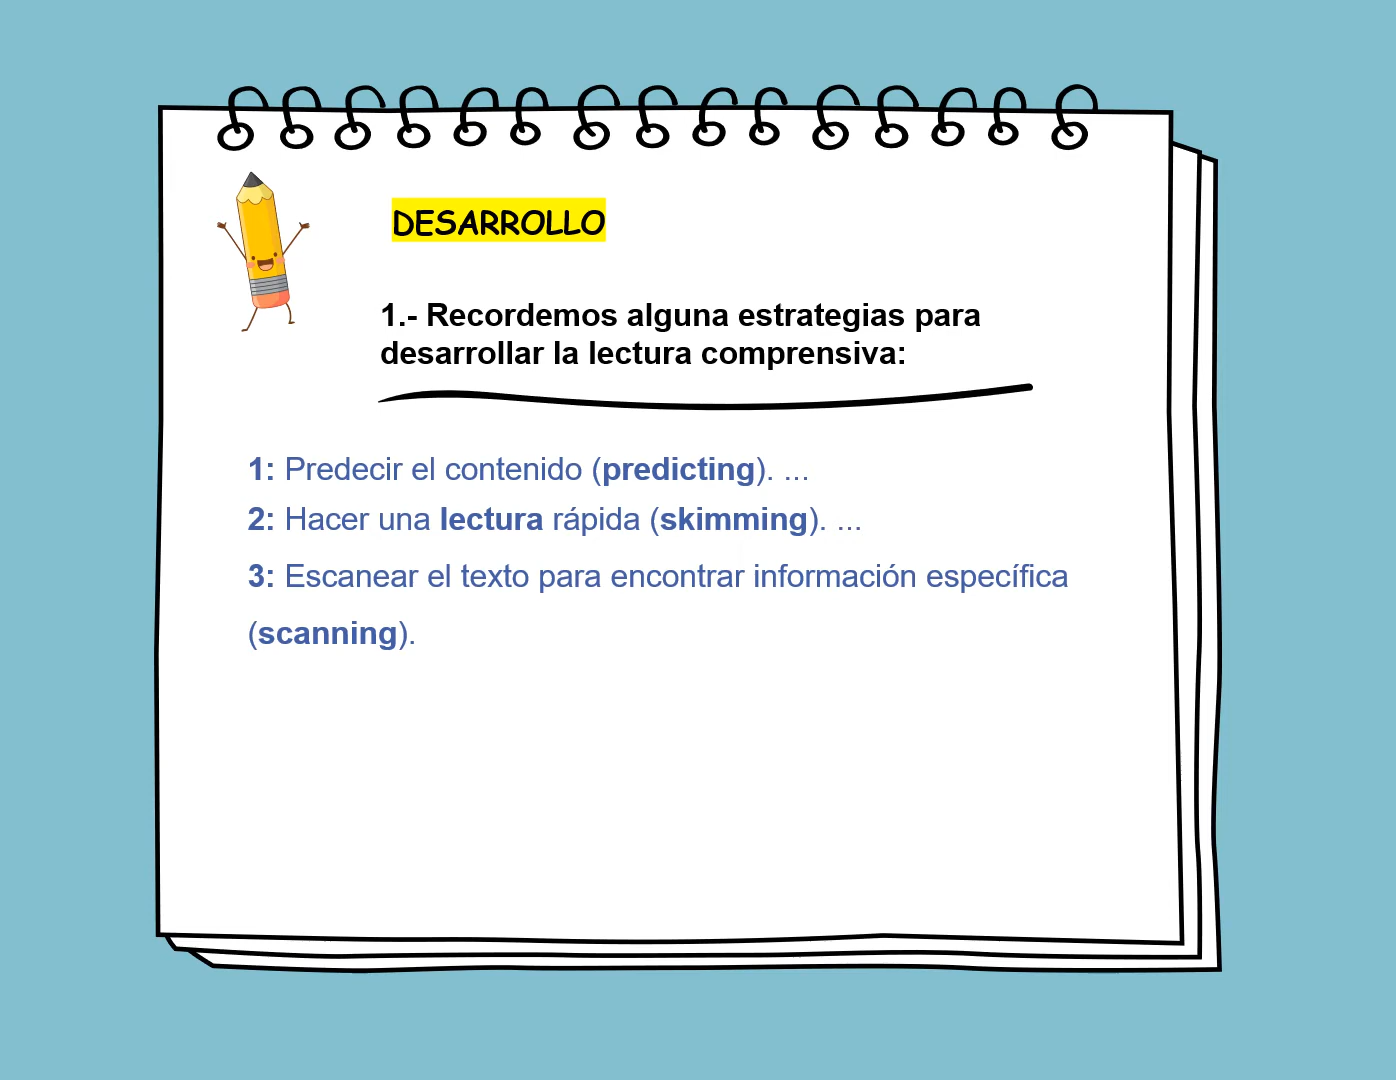 DESARROLLO
1.- Recordemos alguna estrategias para
desarrollar la lectura comprensiva:
1: Predecir el contenido (predicting). ...
2: Hacer una lectura rápida (skimming). ...
3: Escanear el texto para encontrar información específica
(scanning).